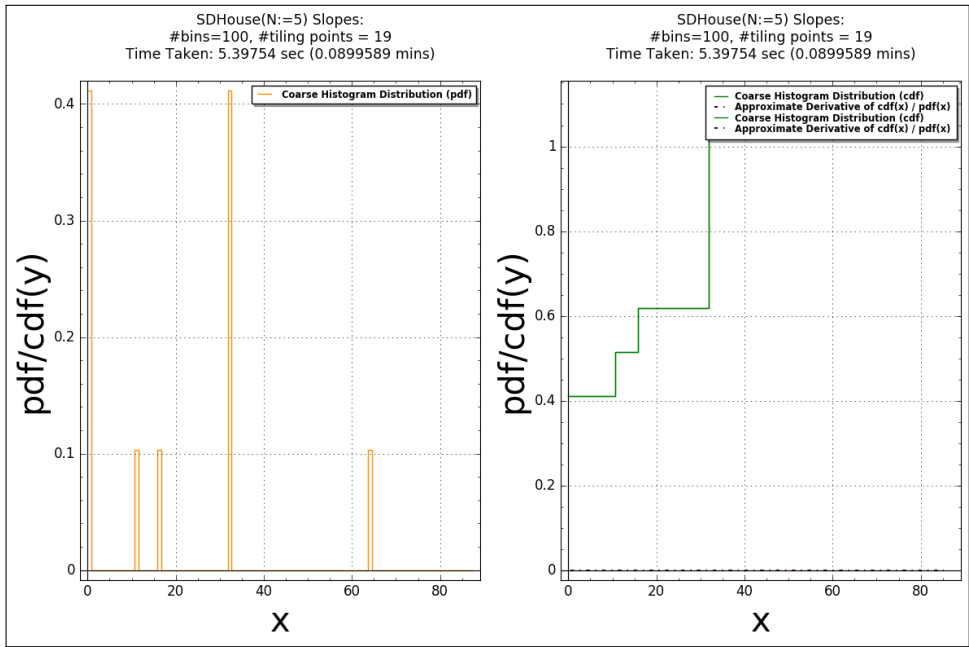 SDHouse(N:=5) Slopes:
#bins=100, #tiling points = 19
Time Taken: 5.39754 sec (0.0899589 mins)
Coarse Histogram Distribution (pdf)
0.4
0.3
0.2
0.1
0
pdf/cdf(y)
0 20 40 60 80
x
SDHouse(N:=5) Slopes:
#bins=100, #tiling points = 19
Time Taken: 5.39754 sec (0.0899589 mins)
Coarse Histogram Distribution (cdf)
Approximate Derivative of cdf(x) / pdf(x)
Coarse Histogram Distribution (cdf)
Approximate Derivative of cdf(x) / pdf(x)
1
0.8
0.6
0.4
0.2
0
pdf/cdf(y)
0 20 40 60 80
x